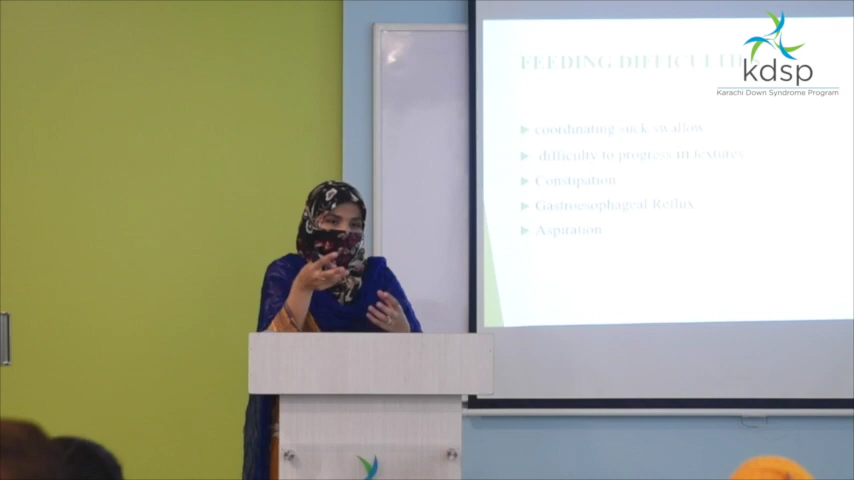 FEEDING DIFFICULTIES
kdsp
Karachi Down Syndrome Program
coordinating suck swallow
difficulty to progress in textures
Constipation
Gastroesophageal Reflux
Aspiration